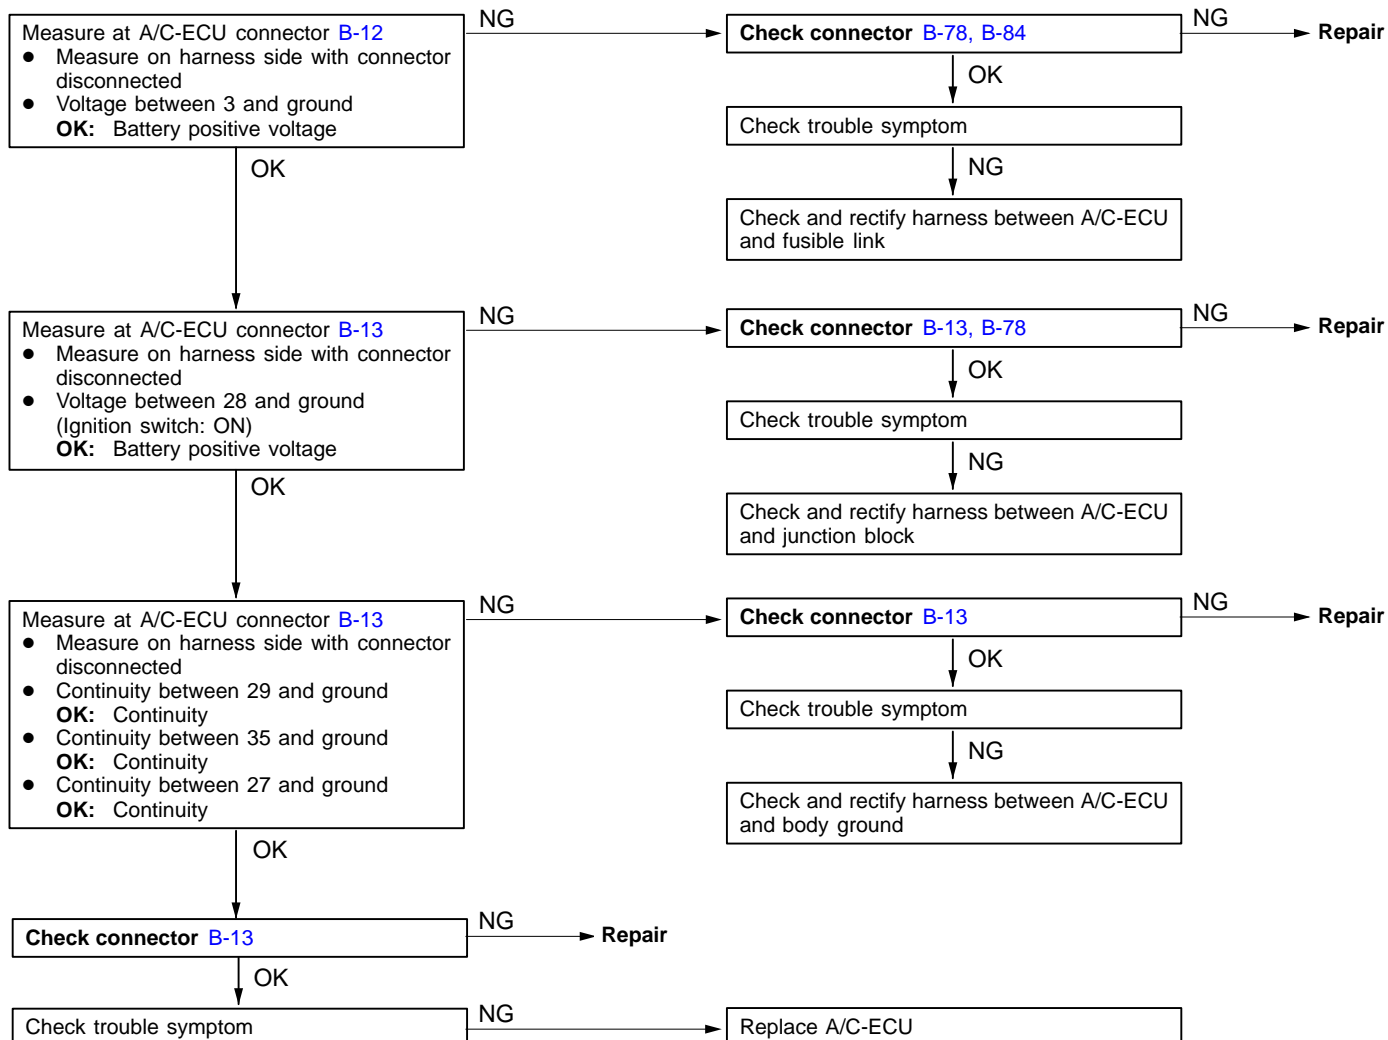 Measure at A/C-ECU connector B-12
● Measure on harness side with connector
disconnected
● Voltage between 3 and ground
OK: Battery positive voltage
NG
Check connector B-78, B-84
NG
Repair
OK
Check trouble symptom
NG
Check and rectify harness between A/C-ECU
and fusible link
OK
Measure at A/C-ECU connector B-13
● Measure on harness side with connector
disconnected
● Voltage between 28 and ground
(Ignition switch: ON)
OK: Battery positive voltage
NG
Check connector B-13, B-78
NG
Repair
OK
Check trouble symptom
NG
Check and rectify harness between A/C-ECU
and junction block
OK
Measure at A/C-ECU connector B-13
● Measure on harness side with connector
disconnected
● Continuity between 29 and ground
OK: Continuity
● Continuity between 35 and ground
OK: Continuity
● Continuity between 27 and ground
OK: Continuity
NG
Check connector B-13
NG
Repair
OK
Check trouble symptom
NG
Check and rectify harness between A/C-ECU
and body ground
OK
Check connector B-13
NG
Repair
OK
Check trouble symptom
NG
Replace A/C-ECU